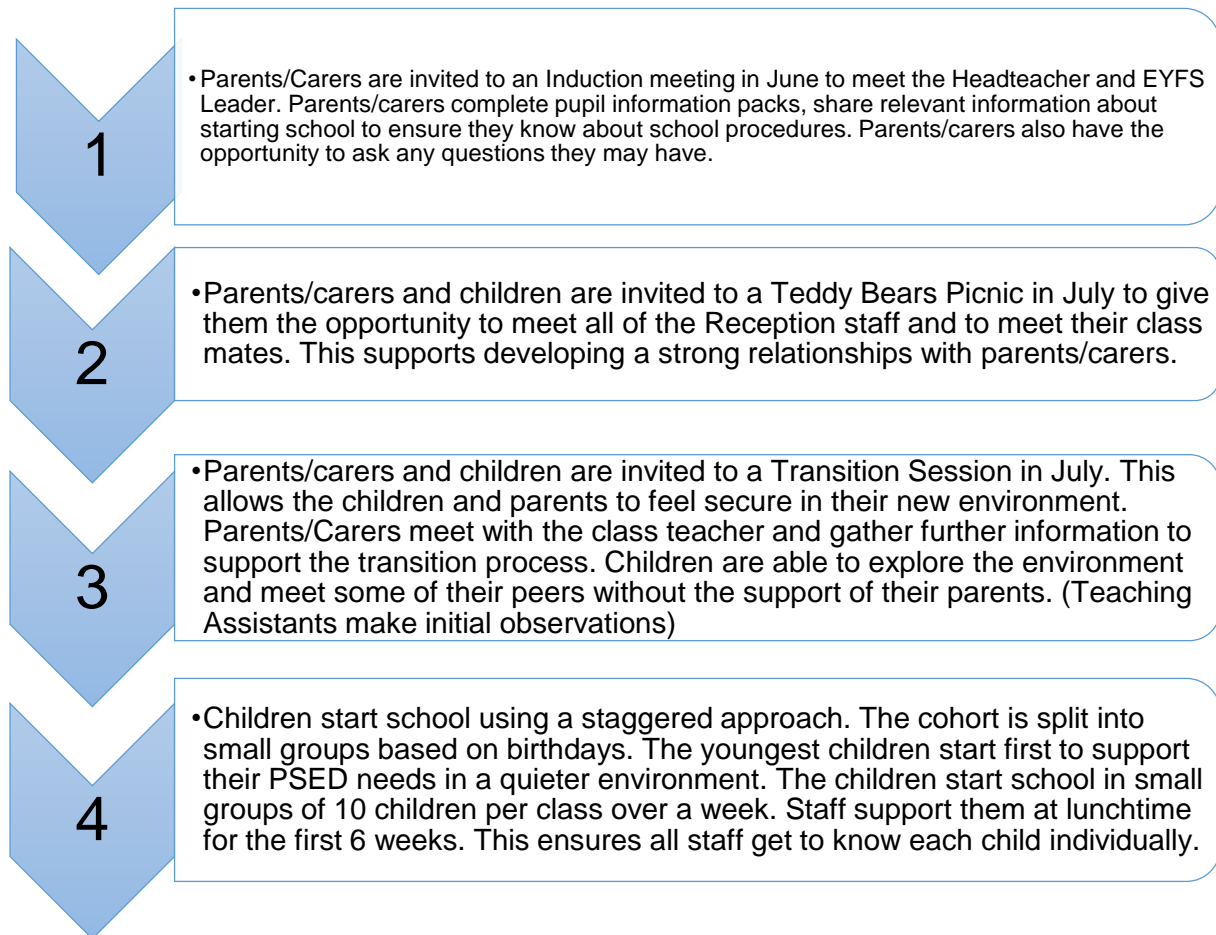 1
• Parents/Carers are invited to an Induction meeting in June to meet the Headteacher and EYFS
Leader. Parents/carers complete pupil information packs, share relevant information about
starting school to ensure they know about school procedures. Parents/carers also have the
opportunity to ask any questions they may have.
2
•Parents/carers and children are invited to a Teddy Bears Picnic in July to give
them the opportunity to meet all of the Reception staff and to meet their class
mates. This supports developing a strong relationships with parents/carers.
3
•Parents/carers and children are invited to a Transition Session in July. This
allows the children and parents to feel secure in their new environment.
Parents/Carers meet with the class teacher and gather further information to
support the transition process. Children are able to explore the environment
and meet some of their peers without the support of their parents. (Teaching
Assistants make initial observations)
4
•Children start school using a staggered approach. The cohort is split into
small groups based on birthdays. The youngest children start first to support
their PSED needs in a quieter environment. The children start school in small
groups of 10 children per class over a week. Staff support them at lunchtime
for the first 6 weeks. This ensures all staff get to know each child individually.